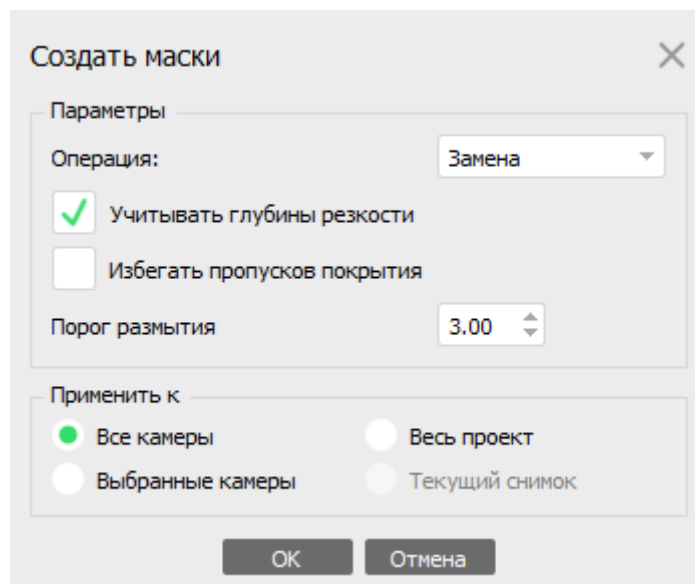 Создать маски
Параметры
Операция: Замена
Учитывать глубины резкости
Избегать пропусков покрытия
Порог размытия 3.00
Применить к
Все камеры Весь проект
Выбранные камеры Текущий снимок
OK Отмена